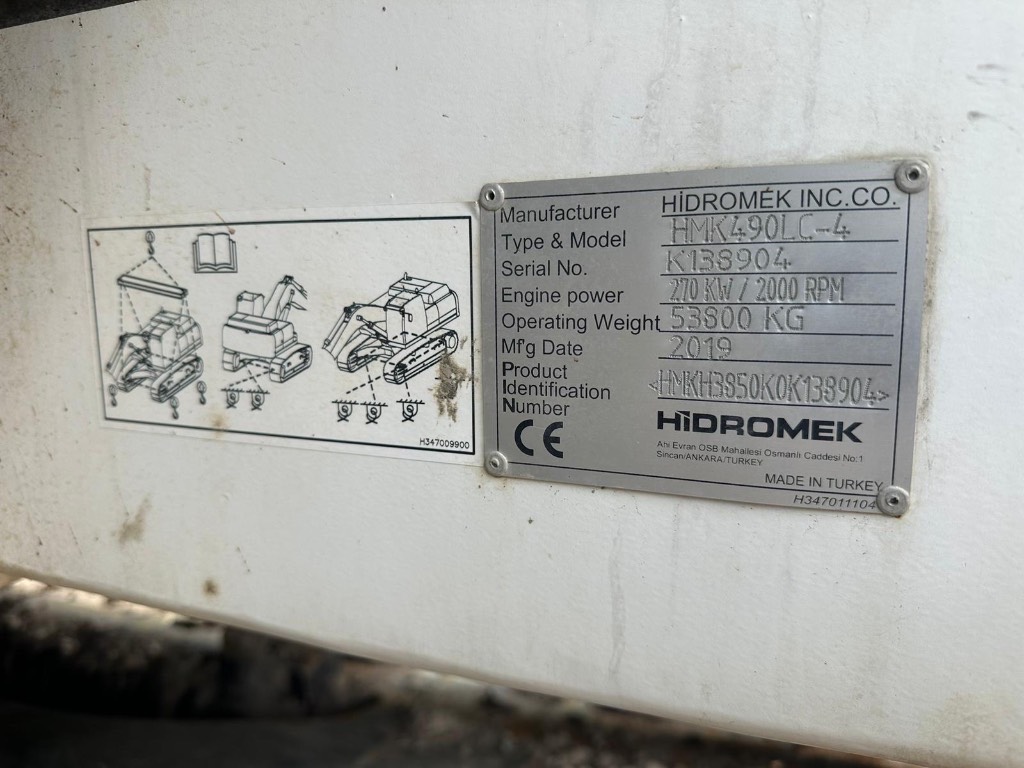 H347009900
Manufacturer HİDROMEK INC.CO.
Type & Model HMK490LC-4
Serial No. K138904
Engine power 270 KW / 2000 RPM
Operating Weight 53800 KG
Mf'g Date 2019
Product
Identification <HMKH3850K0K138904>
Number
CE
HİDROMEK
Ahi Evran OSB Mahallesi Osmanlı Caddesi No:1
Sincan/ANKARA/TURKEY
MADE IN TURKEY
H347011104